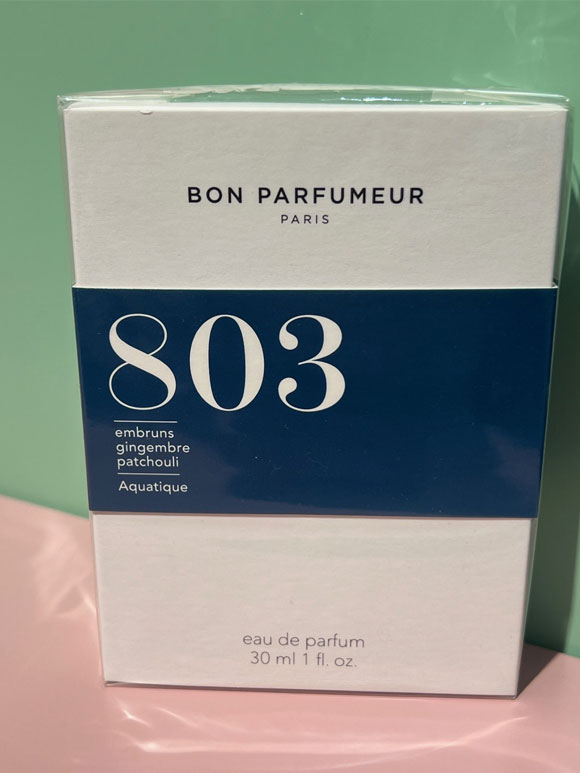 BON PARFUMEUR
PARIS
803
embruns
gingembre
patchouli
Aquatique
eau de parfum
30 ml 1 fl. oz.